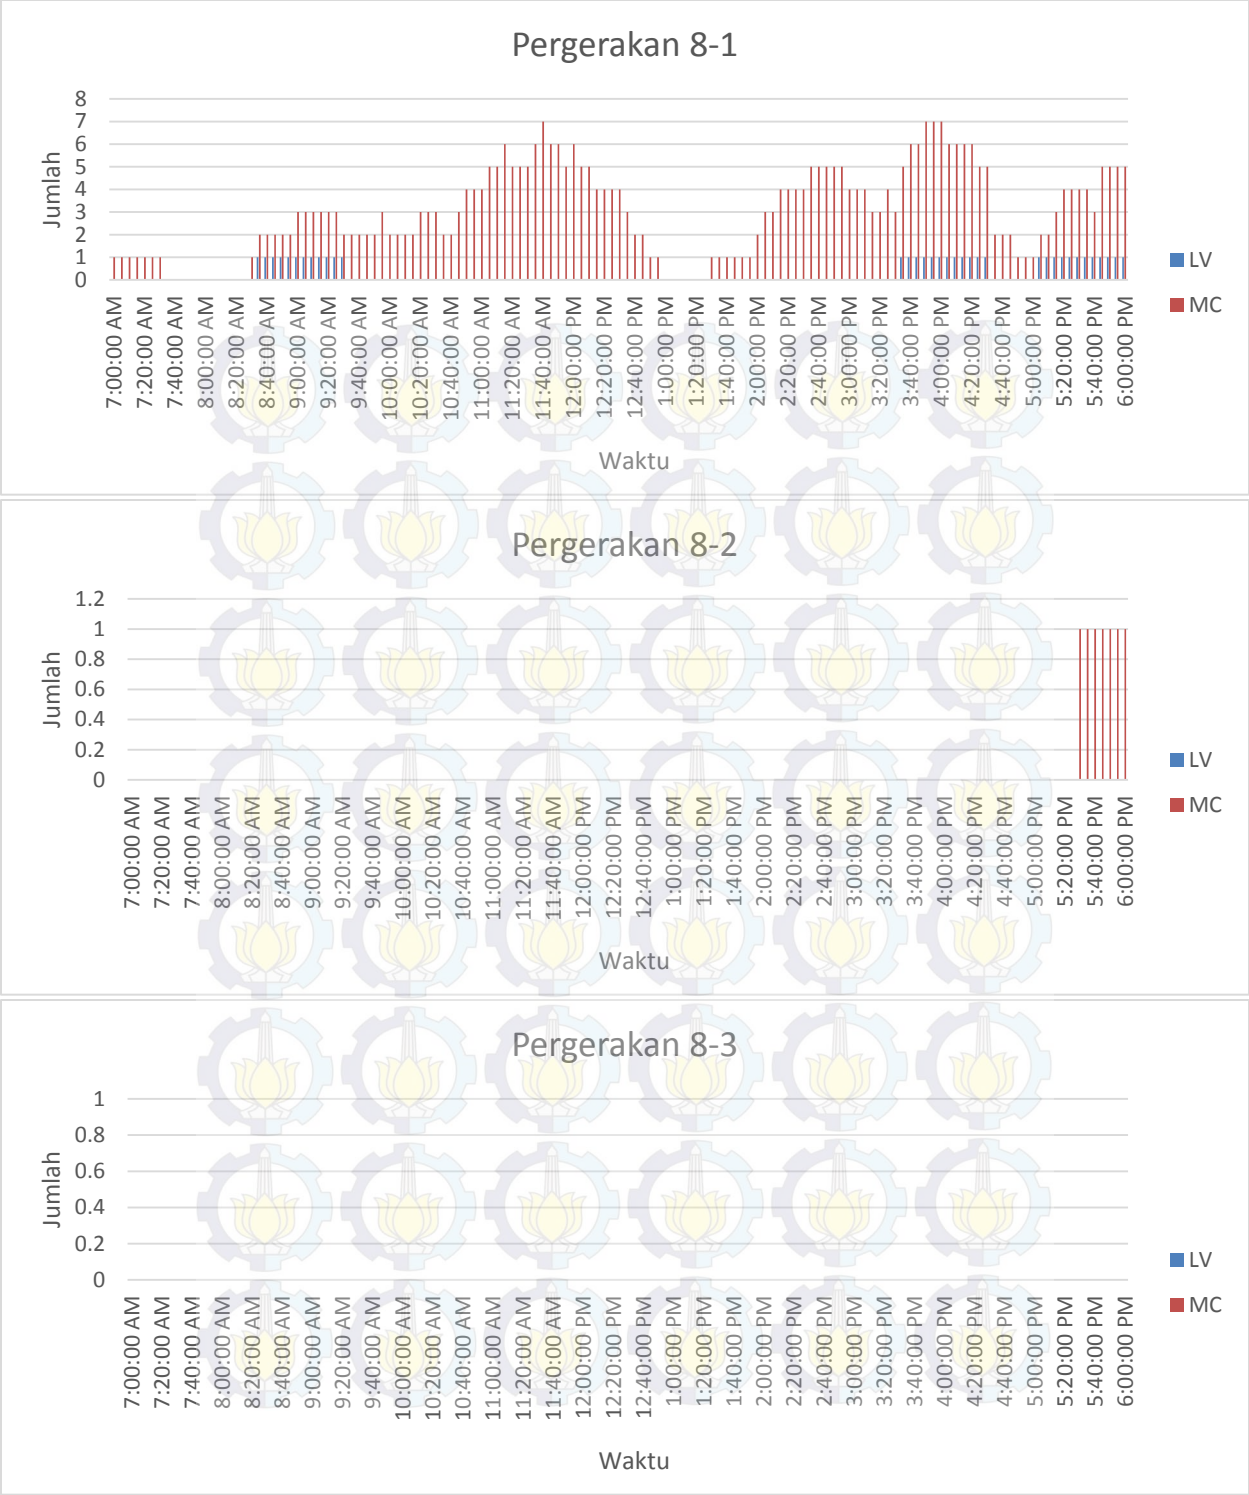 Pergerakan 8-1
8
7
6
5
4
3
2
1
0
Jumlah
7:00:00 AM
7:20:00 AM
7:40:00 AM
8:00:00 AM
8:20:00 AM
8:40:00 AM
9:00:00 AM
9:20:00 AM
9:40:00 AM
10:00:00 AM
10:20:00 AM
10:40:00 AM
11:00:00 AM
11:20:00 AM
11:40:00 AM
12:00:00 PM
12:20:00 PM
12:40:00 PM
1:00:00 PM
1:20:00 PM
1:40:00 PM
2:00:00 PM
2:20:00 PM
2:40:00 PM
3:00:00 PM
3:20:00 PM
3:40:00 PM
4:00:00 PM
4:20:00 PM
4:40:00 PM
5:00:00 PM
5:20:00 PM
5:40:00 PM
6:00:00 PM
Waktu
LV
MC
Pergerakan 8-2
1.2
1
0.8
0.6
0.4
0.2
0
Jumlah
7:00:00 AM
7:20:00 AM
7:40:00 AM
8:00:00 AM
8:20:00 AM
8:40:00 AM
9:00:00 AM
9:20:00 AM
9:40:00 AM
10:00:00 AM
10:20:00 AM
10:40:00 AM
11:00:00 AM
11:20:00 AM
11:40:00 AM
12:00:00 PM
12:20:00 PM
12:40:00 PM
1:00:00 PM
1:20:00 PM
1:40:00 PM
2:00:00 PM
2:20:00 PM
2:40:00 PM
3:00:00 PM
3:20:00 PM
3:40:00 PM
4:00:00 PM
4:20:00 PM
4:40:00 PM
5:00:00 PM
5:20:00 PM
5:40:00 PM
6:00:00 PM
Waktu
LV
MC
Pergerakan 8-3
1
0.8
0.6
0.4
0.2
0
Jumlah
7:00:00 AM
7:20:00 AM
7:40:00 AM
8:00:00 AM
8:20:00 AM
8:40:00 AM
9:00:00 AM
9:20:00 AM
9:40:00 AM
10:00:00 AM
10:20:00 AM
10:40:00 AM
11:00:00 AM
11:20:00 AM
11:40:00 AM
12:00:00 PM
12:20:00 PM
12:40:00 PM
1:00:00 PM
1:20:00 PM
1:40:00 PM
2:00:00 PM
2:20:00 PM
2:40:00 PM
3:00:00 PM
3:20:00 PM
3:40:00 PM
4:00:00 PM
4:20:00 PM
4:40:00 PM
5:00:00 PM
5:20:00 PM
5:40:00 PM
6:00:00 PM
Waktu
LV
MC